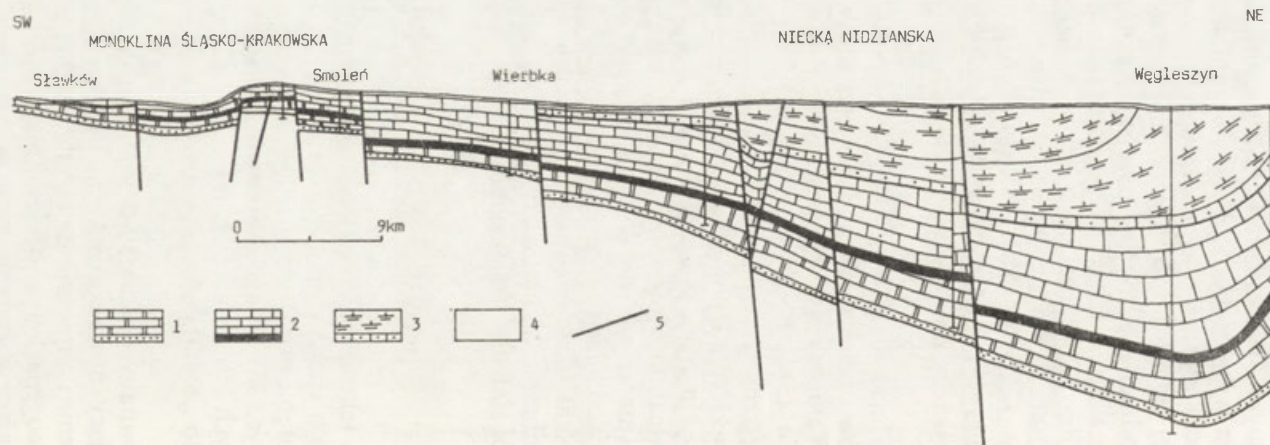 SW
NE
MONOKLINA ŚLĄSKO-KRAKOWSKA
NIECKA NIDZIANSKA
Sławków
Smoleń
Wierbka
Węgleszyn
0 9km
1 2 3 4 5